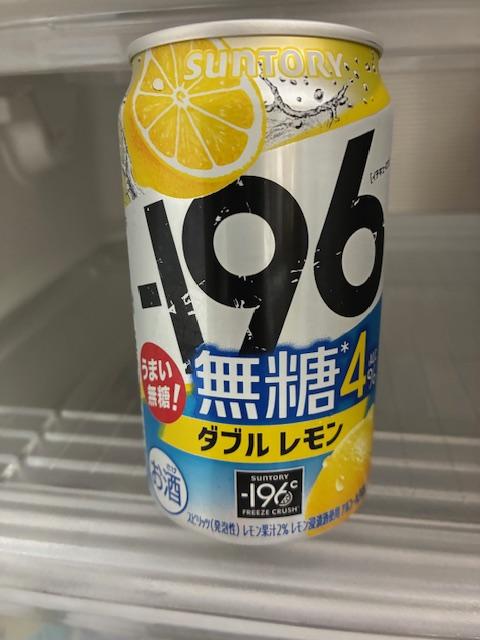 SUNTORY
-196
うまい
無糖!
無糖*4
ALC.
%
ダブルレモン
お酒
SUNTORY
-196℃
FREEZE CRUSH
スピリッツ(発泡性) レモン果汁2% レモン浸漬酒使用